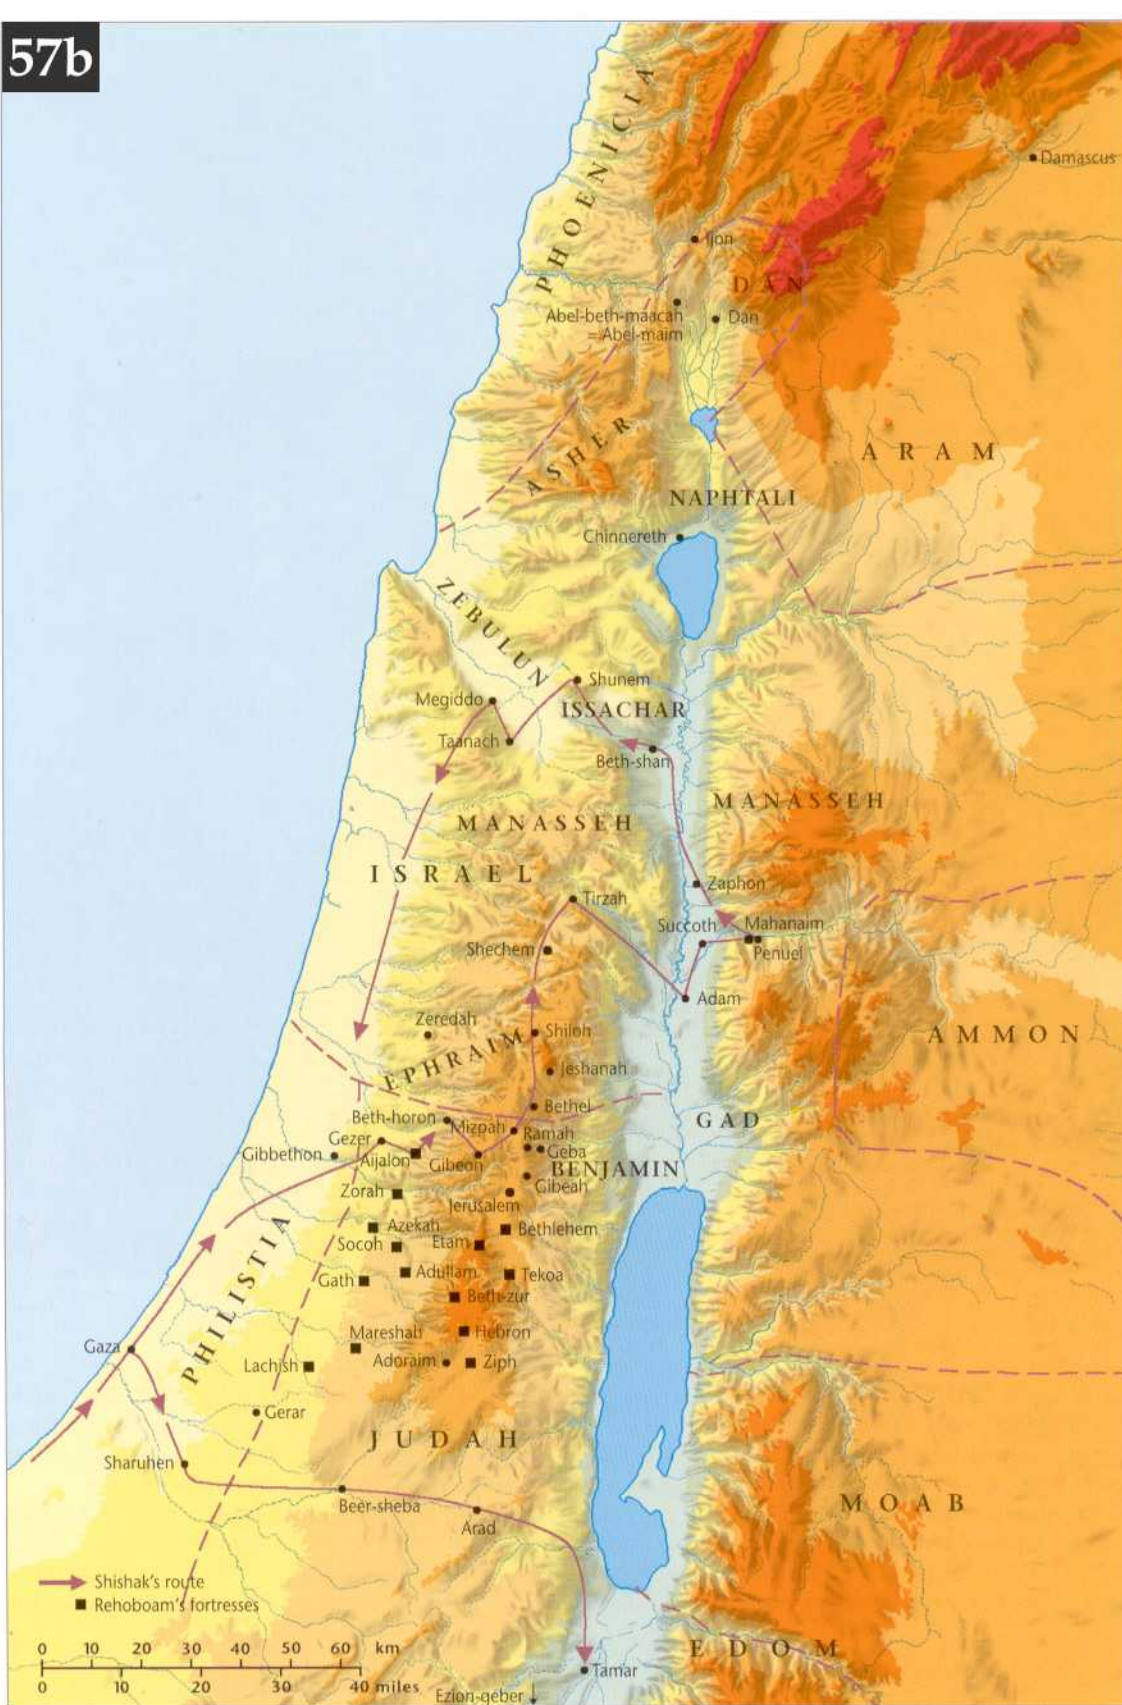 57b
PHOENICIA
Damascus
Ijon
DAN
Abel-beth-maacah
= Abel-maim
Dan
ASHER
ARAM
NAPHTALI
Chinnereth
ZEBULUN
Shunem
Megiddo
ISSACHAR
Taanach
Beth-shan
MANASSEH
MANASSEH
ISRAEL
Zaphon
Tirzah
Succoth
Mahanaim
Shechem
Penuel
Adam
Zeredah
Shiloh
AMMON
EPHRAIM
Jeshanah
Bethel
Beth-horon
Mizpah
GAD
Ramah
Gezer
Gibbethon
Aijalon
Gibeon
Geba
BENJAMIN
Gibeah
Zorah
Jerusalem
Azekah
Bethlehem
Socoh
Etam
PHILISTIA
Gath
Adullam
Tekoa
Beth-zur
Mareshah
Hebron
Gaza
Lachish
Adoraim
Ziph
Gerar
JUDAH
Sharuhen
Beer-sheba
Arad
MOAB
Shishak's route
Rehoboam's fortresses
0 10 20 30 40 50 60 km
0 10 20 30 40 miles
EDOM
Tamar
Ezion-geber